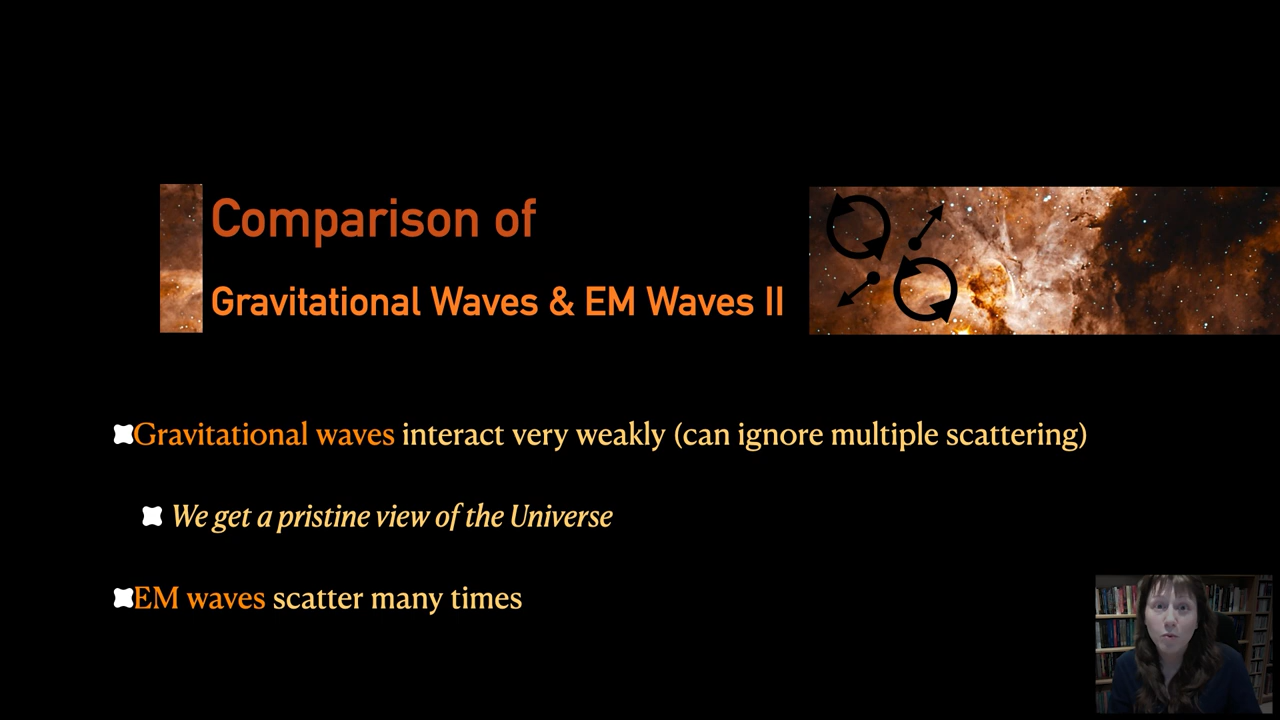 Comparison of
Gravitational Waves & EM Waves II
Gravitational waves interact very weakly (can ignore multiple scattering)
We get a pristine view of the Universe
EM waves scatter many times